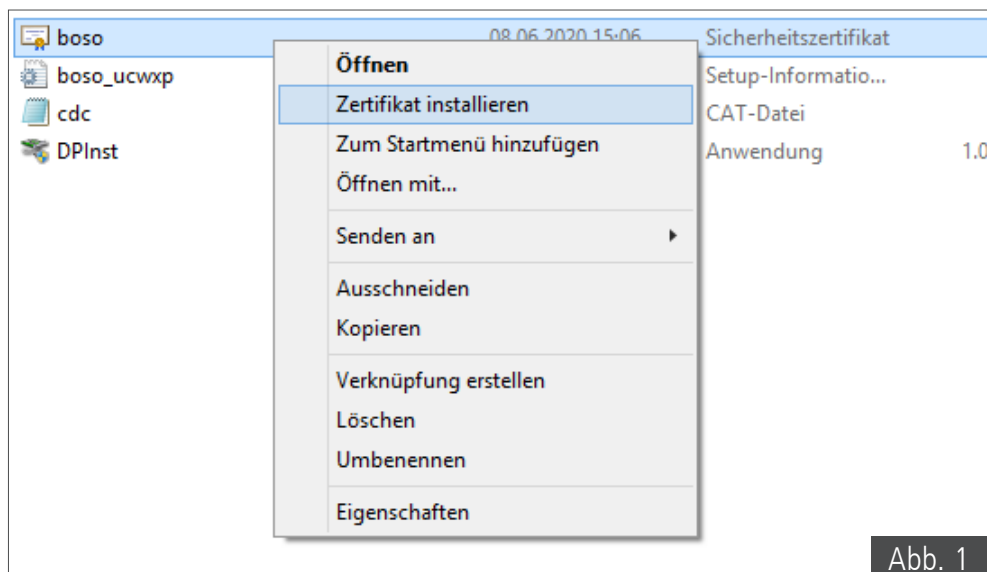 boso 08.06.2020 15:06 Sicherheitszertifikat
boso_ucwxp Setup-Informatio...
cdc CAT-Datei
DPInst Anwendung 1.0
Öffnen
Zertifikat installieren
Zum Startmenü hinzufügen
Öffnen mit...
Senden an
Ausschneiden
Kopieren
Verknüpfung erstellen
Löschen
Umbenennen
Eigenschaften
Abb. 1